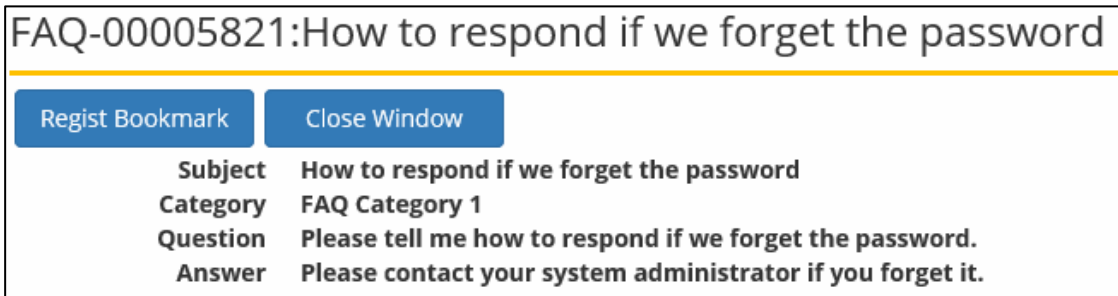 FAQ-00005821:How to respond if we forget the password
Regist Bookmark Close Window
Subject How to respond if we forget the password
Category FAQ Category 1
Question Please tell me how to respond if we forget the password.
Answer Please contact your system administrator if you forget it.